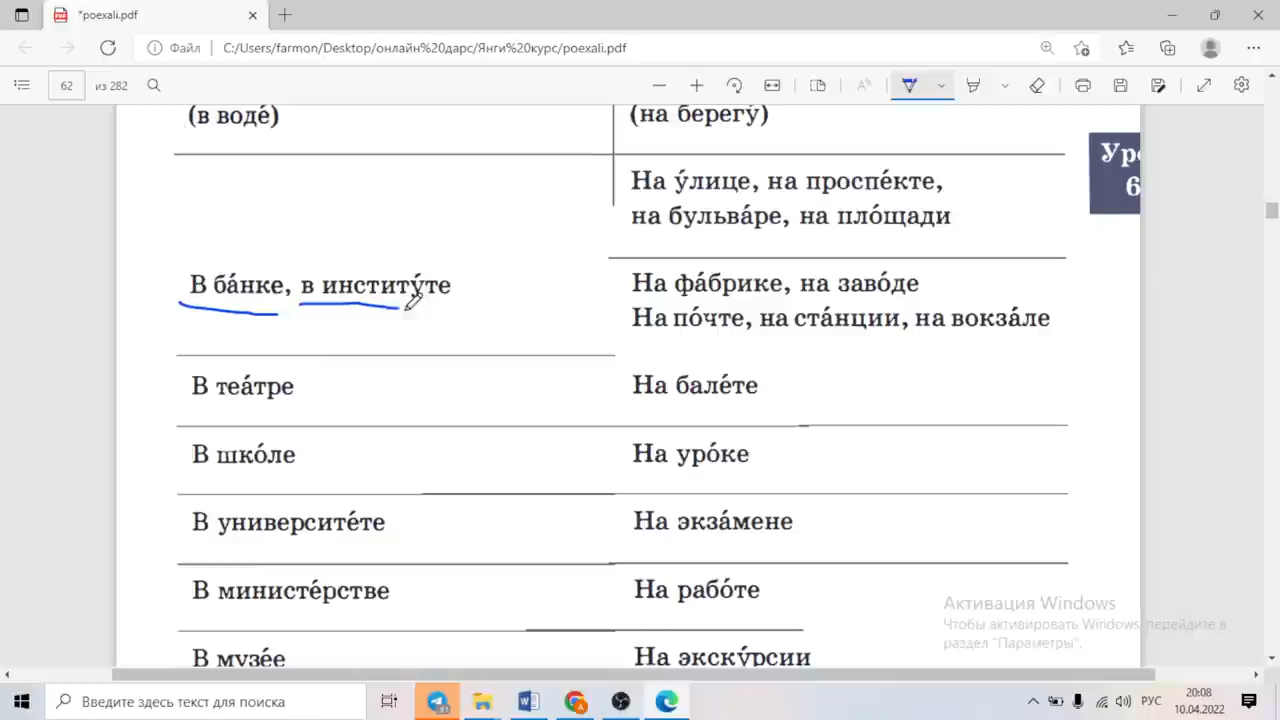 *poexali.pdf
Файл
C:/Users/farmon/Desktop/онлайн%20дарс/Янги%20курс/poexali.pdf
62 из 282
(в воде́) (на берегу́)
На у́лице, на проспе́кте,
на бульва́ре, на пло́щади
6
В ба́нке, в институ́те
На фа́брике, на заво́де
На по́чте, на ста́нции, на вокза́ле
В теа́тре На бале́те
В шко́ле На уро́ке
В университе́те На экза́мене
В министе́рстве На рабо́те
В музе́е На экску́рсии
Активация Windows
Чтобы активировать Windows, перейдите в
раздел "Параметры".
Введите здесь текст для поиска
РУС
20:08
10.04.2022